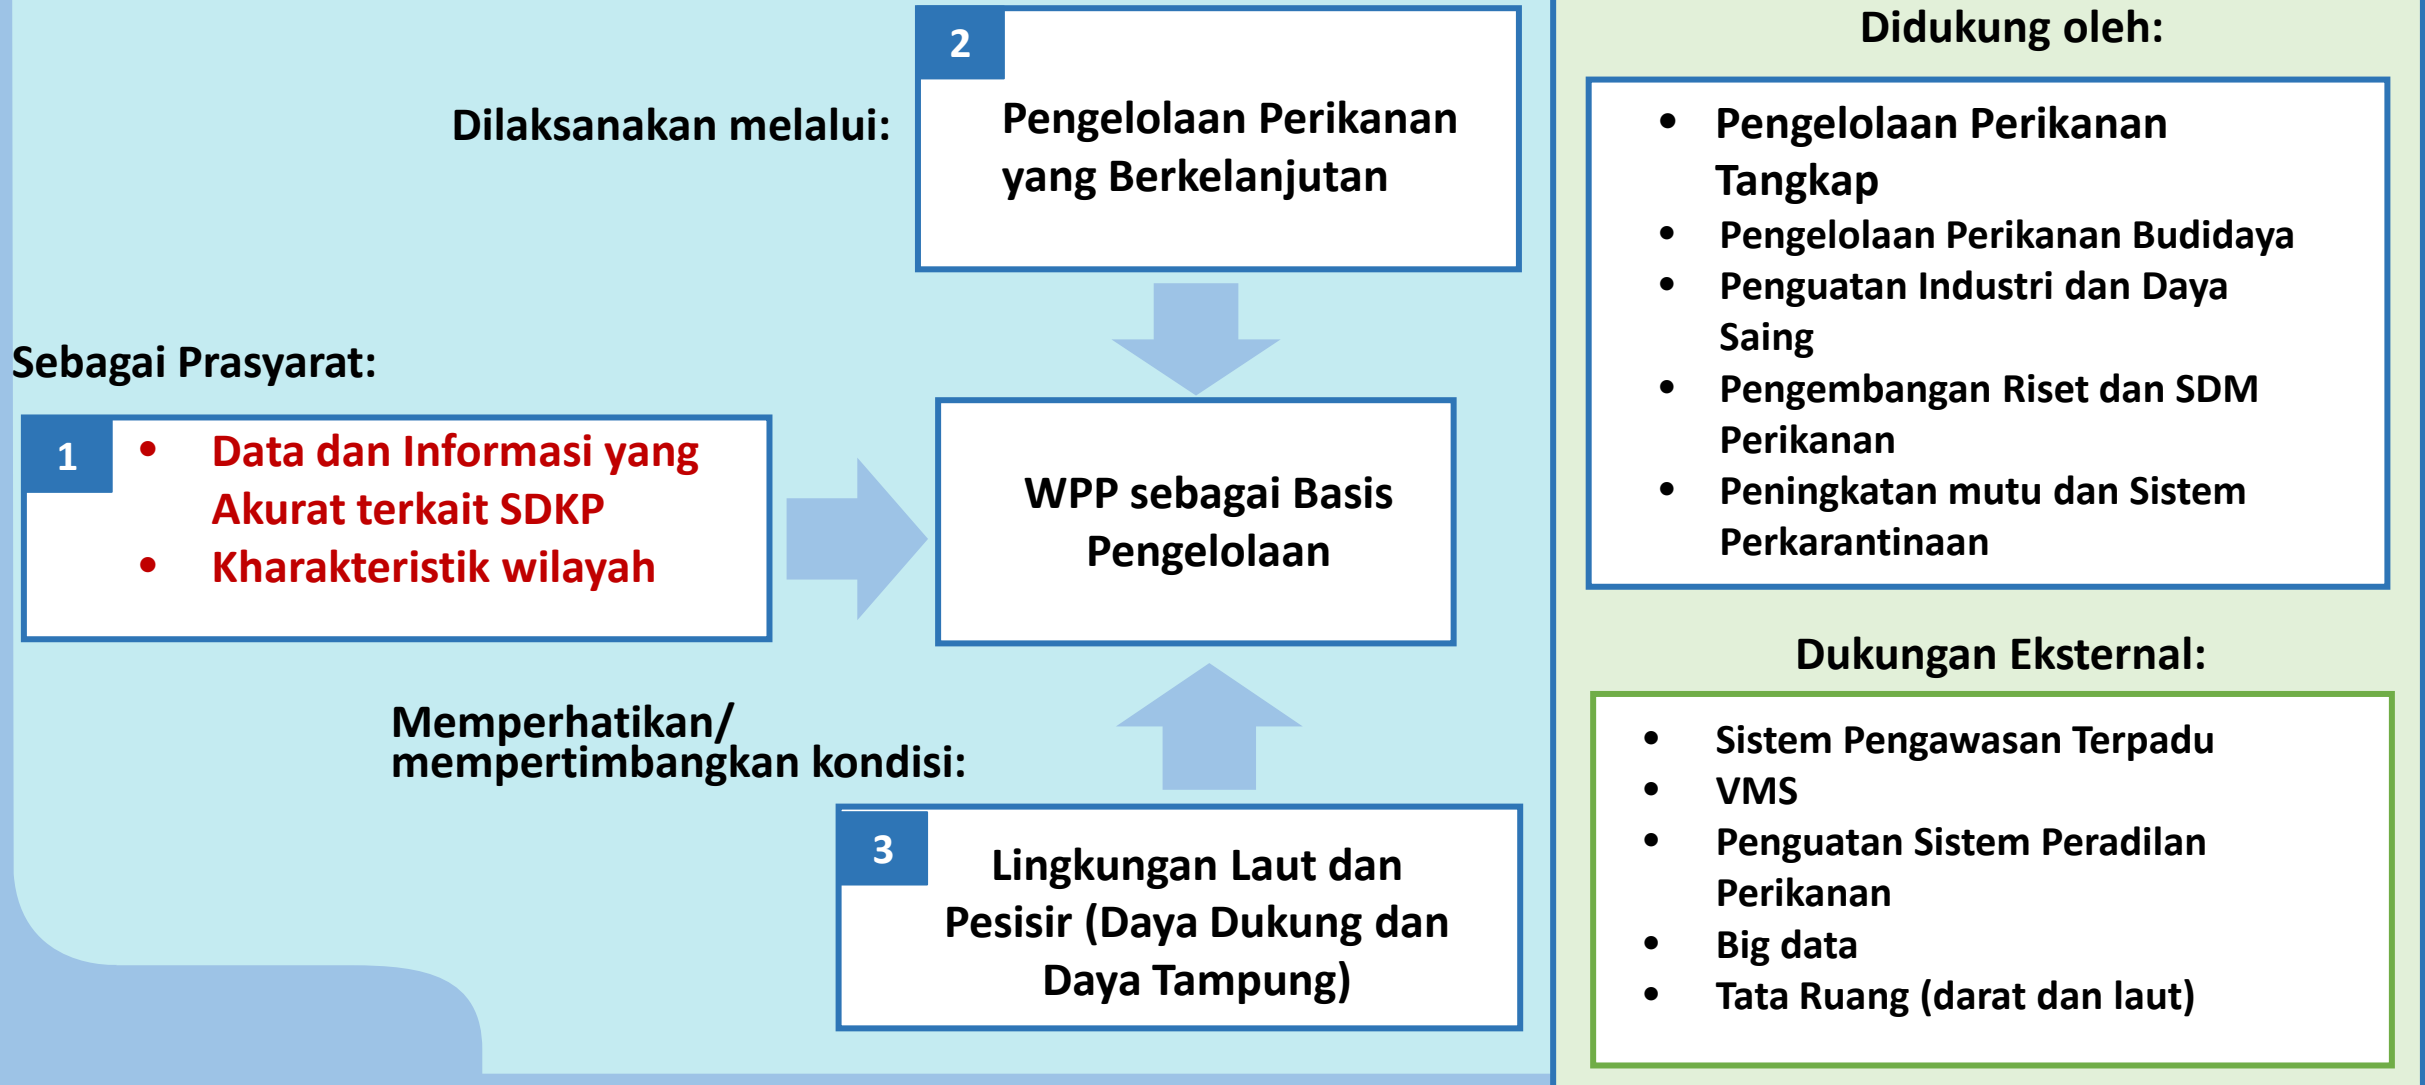 2
Dilaksanakan melalui:
Pengelolaan Perikanan
yang Berkelanjutan
Sebagai Prasyarat:
1
• Data dan Informasi yang
Akurat terkait SDKP
• Kharakteristik wilayah
WPP sebagai Basis
Pengelolaan
Memperhatikan/
mempertimbangkan kondisi:
3
Lingkungan Laut dan
Pesisir (Daya Dukung dan
Daya Tampung)
Didukung oleh:
• Pengelolaan Perikanan
Tangkap
• Pengelolaan Perikanan Budidaya
• Penguatan Industri dan Daya
Saing
• Pengembangan Riset dan SDM
Perikanan
• Peningkatan mutu dan Sistem
Perkarantinaan
Dukungan Eksternal:
• Sistem Pengawasan Terpadu
• VMS
• Penguatan Sistem Peradilan
Perikanan
• Big data
• Tata Ruang (darat dan laut)